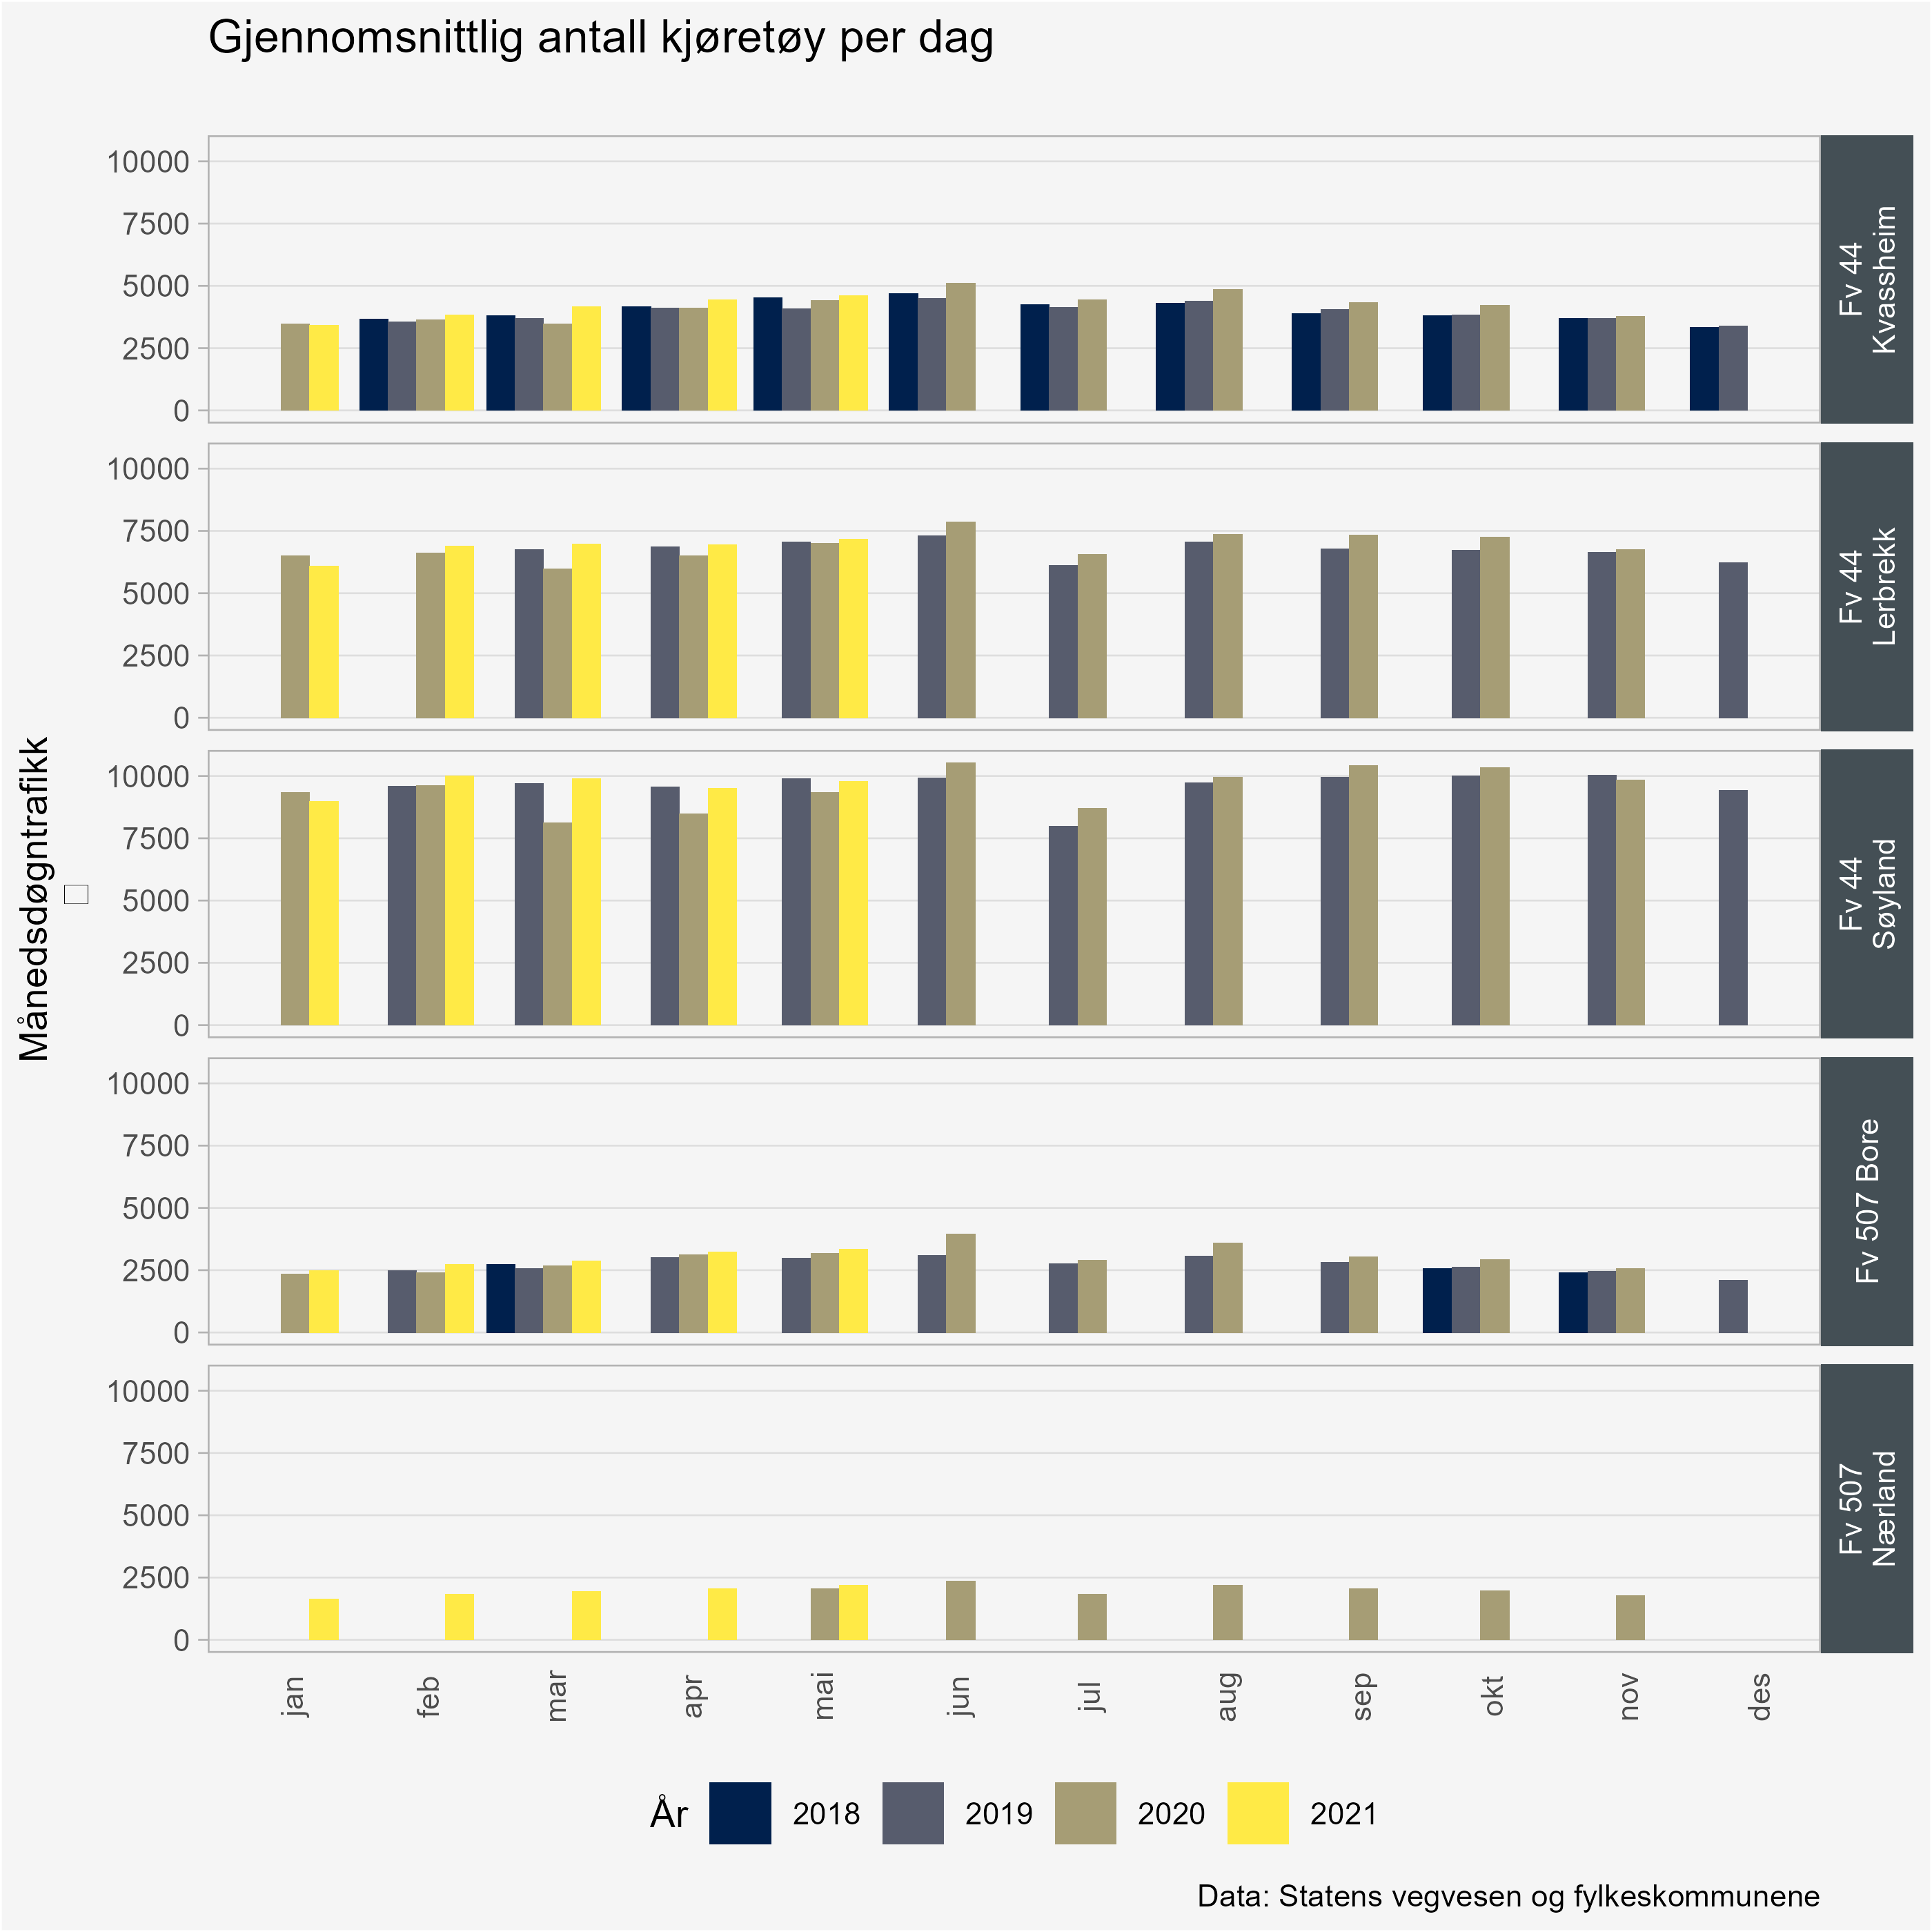 Gjennomsnittlig antall kjøretøy per dag
Månedsdøgntrafikk
10000
7500
5000
2500
0
Fv 44
Kvassheim
10000
7500
5000
2500
0
Fv 44
Lerbrekk
10000
7500
5000
2500
0
Fv 44
Søyland
10000
7500
5000
2500
0
Fv 507 Bore
10000
7500
5000
2500
0
Fv 507
Nærland
jan
feb
mar
apr
mai
jun
jul
aug
sep
okt
nov
des
År
2018
2019
2020
2021
Data: Statens vegvesen og fylkeskommunene